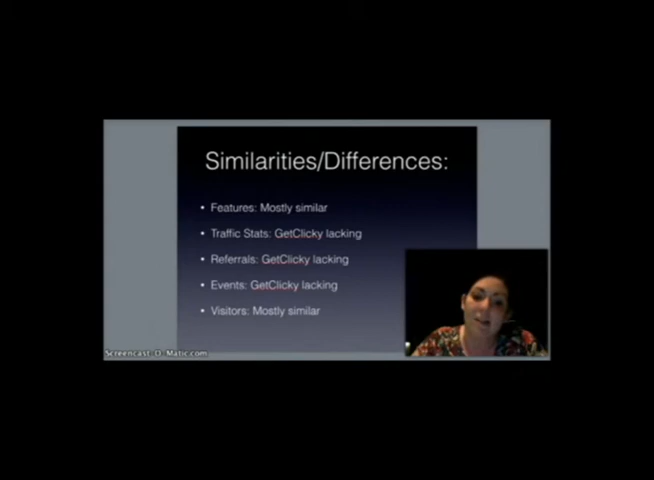 Similarities/Differences:
• Features: Mostly similar
• Traffic Stats: GetClicky lacking
• Referrals: GetClicky lacking
• Events: GetClicky lacking
• Visitors: Mostly similar
Screencast-O-Matic.com